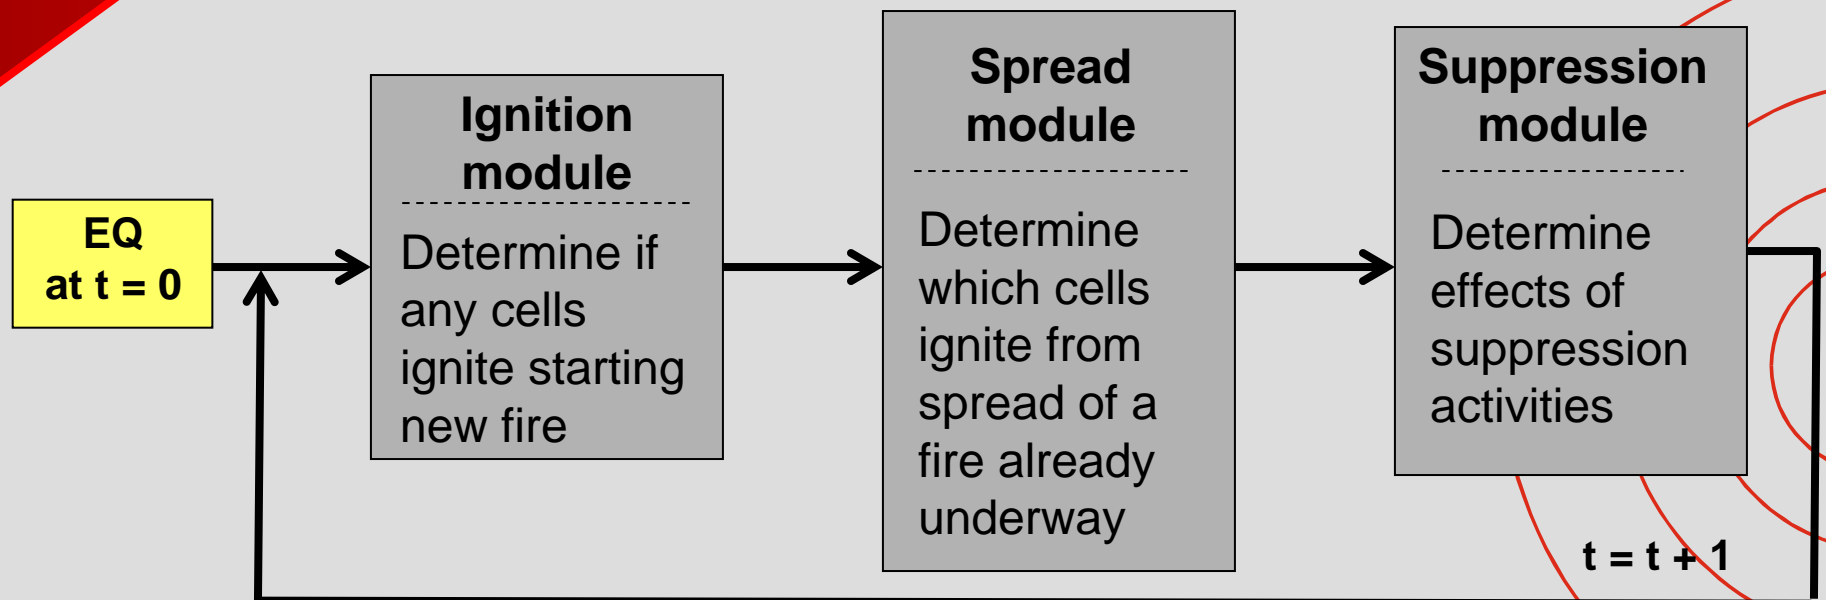 EQ
at t = 0
Ignition
module
Determine if
any cells
ignite starting
new fire
Spread
module
Determine
which cells
ignite from
spread of a
fire already
underway
Suppression
module
Determine
effects of
suppression
activities
t = t + 1